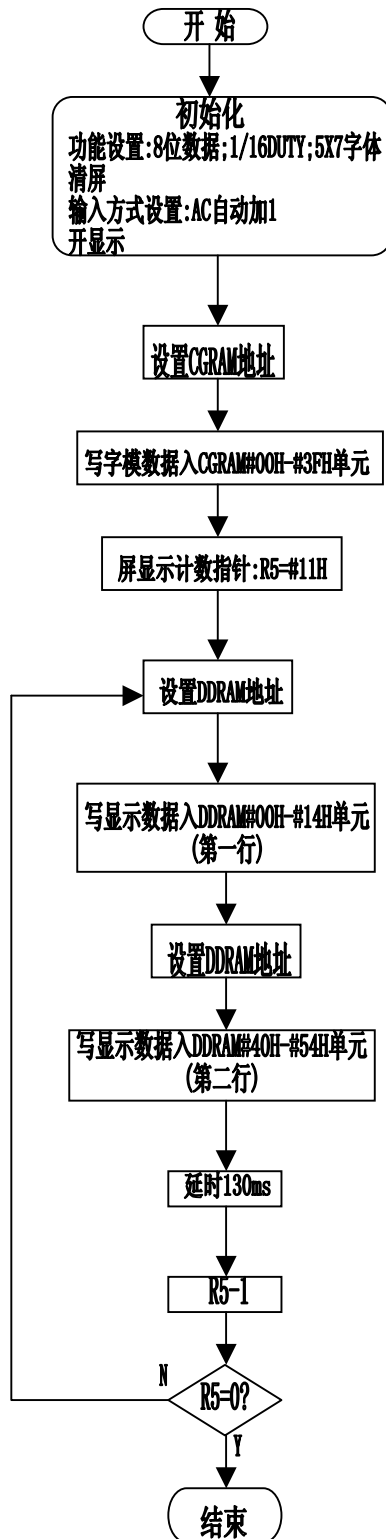 开 始
初始化
功能设置:8位数据;1/16DUTY;5X7字体
清屏
输入方式设置:AC自动加1
开显示
设置CGRAM地址
写字模数据入CGRAM#00H-#3FH单元
屏显示计数指针:R5=#11H
设置DDRAM地址
写显示数据入DDRAM#00H-#14H单元
(第一行)
设置DDRAM地址
写显示数据入DDRAM#40H-#54H单元
(第二行)
延时130ms
R5-1
N
R5=0?
Y
结束